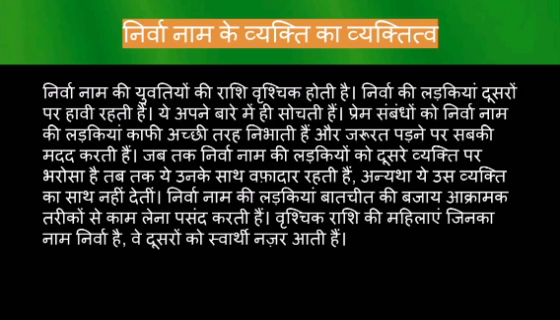 निर्वा नाम के व्यक्ति का व्यक्तित्व
निर्वा नाम की युवतियों की राशि वृश्चिक होती है। निर्वा की लड़कियां दूसरों
पर हावी रहती हैं। ये अपने बारे में ही सोचती हैं। प्रेम संबंधों को निर्वा नाम
की लड़कियां काफी अच्छी तरह निभाती हैं और जरूरत पड़ने पर सबकी
मदद करती हैं। जब तक निर्वा नाम की लड़कियों को दूसरे व्यक्ति पर
भरोसा है तब तक ये उनके साथ वफ़ादार रहती हैं, अन्यथा ये उस व्यक्ति
का साथ नहीं देतीं। निर्वा नाम की लड़कियां बातचीत की बजाय आक्रामक
तरीकों से काम लेना पसंद करती हैं। वृश्चिक राशि की महिलाएं जिनका
नाम निर्वा है, वे दूसरों को स्वार्थी नज़र आती हैं।